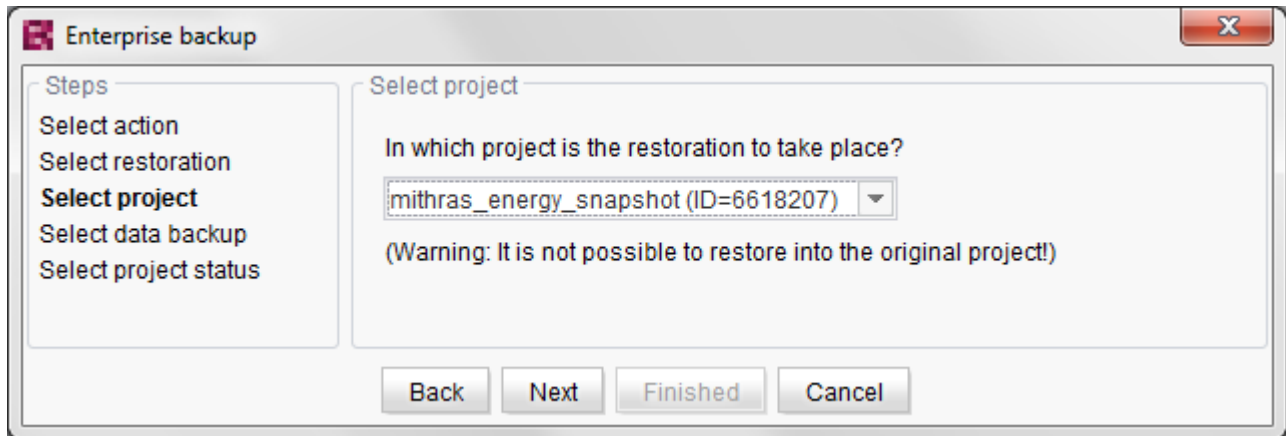 Enterprise backup
Steps
Select action
Select restoration
Select project
Select data backup
Select project status
Select project
In which project is the restoration to take place?
mithras_energy_snapshot (ID=6618207)
(Warning: It is not possible to restore into the original project!)
Back
Next
Finished
Cancel